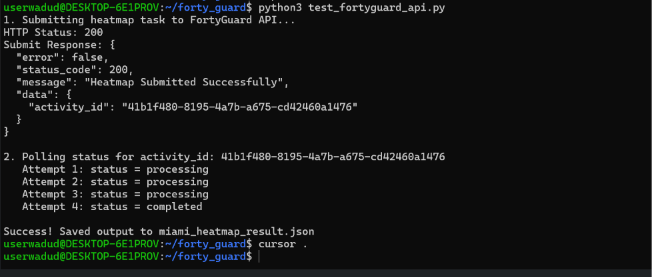 userwadud@DESKTOP-6E1PROV:~/forty_guard$ python3 test_fortyguard_api.py
1. Submitting heatmap task to FortyGuard API...
HTTP Status: 200
Submit Response: {
  "error": false,
  "status_code": 200,
  "message": "Heatmap Submitted Successfully",
  "data": {
    "activity_id": "41b1f480-8195-4a7b-a675-cd42460a1476"
  }
}

2. Polling status for activity_id: 41b1f480-8195-4a7b-a675-cd42460a1476
   Attempt 1: status = processing
   Attempt 2: status = processing
   Attempt 3: status = processing
   Attempt 4: status = completed

Success! Saved output to miami_heatmap_result.json
userwadud@DESKTOP-6E1PROV:~/forty_guard$ cursor .
userwadud@DESKTOP-6E1PROV:~/forty_guard$